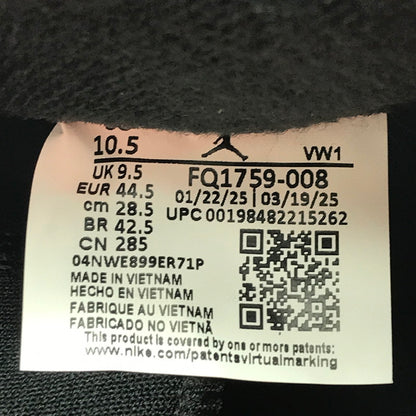 10.5 VW1
UK 9.5 FQ1759-008
EUR 44.5 01/22/25 | 03/19/25
cm 28.5 UPC 00198482215262
BR 42.5
CN 285
04NWE899ER71P
MADE IN VIETNAM
HECHO EN VIETNAM
FABRIQUÉ AU VIETNAM
FABRICADO NO VIETNÃ
This product is covered by one or more patents:
www.nike.com/patentsvirtualmarking